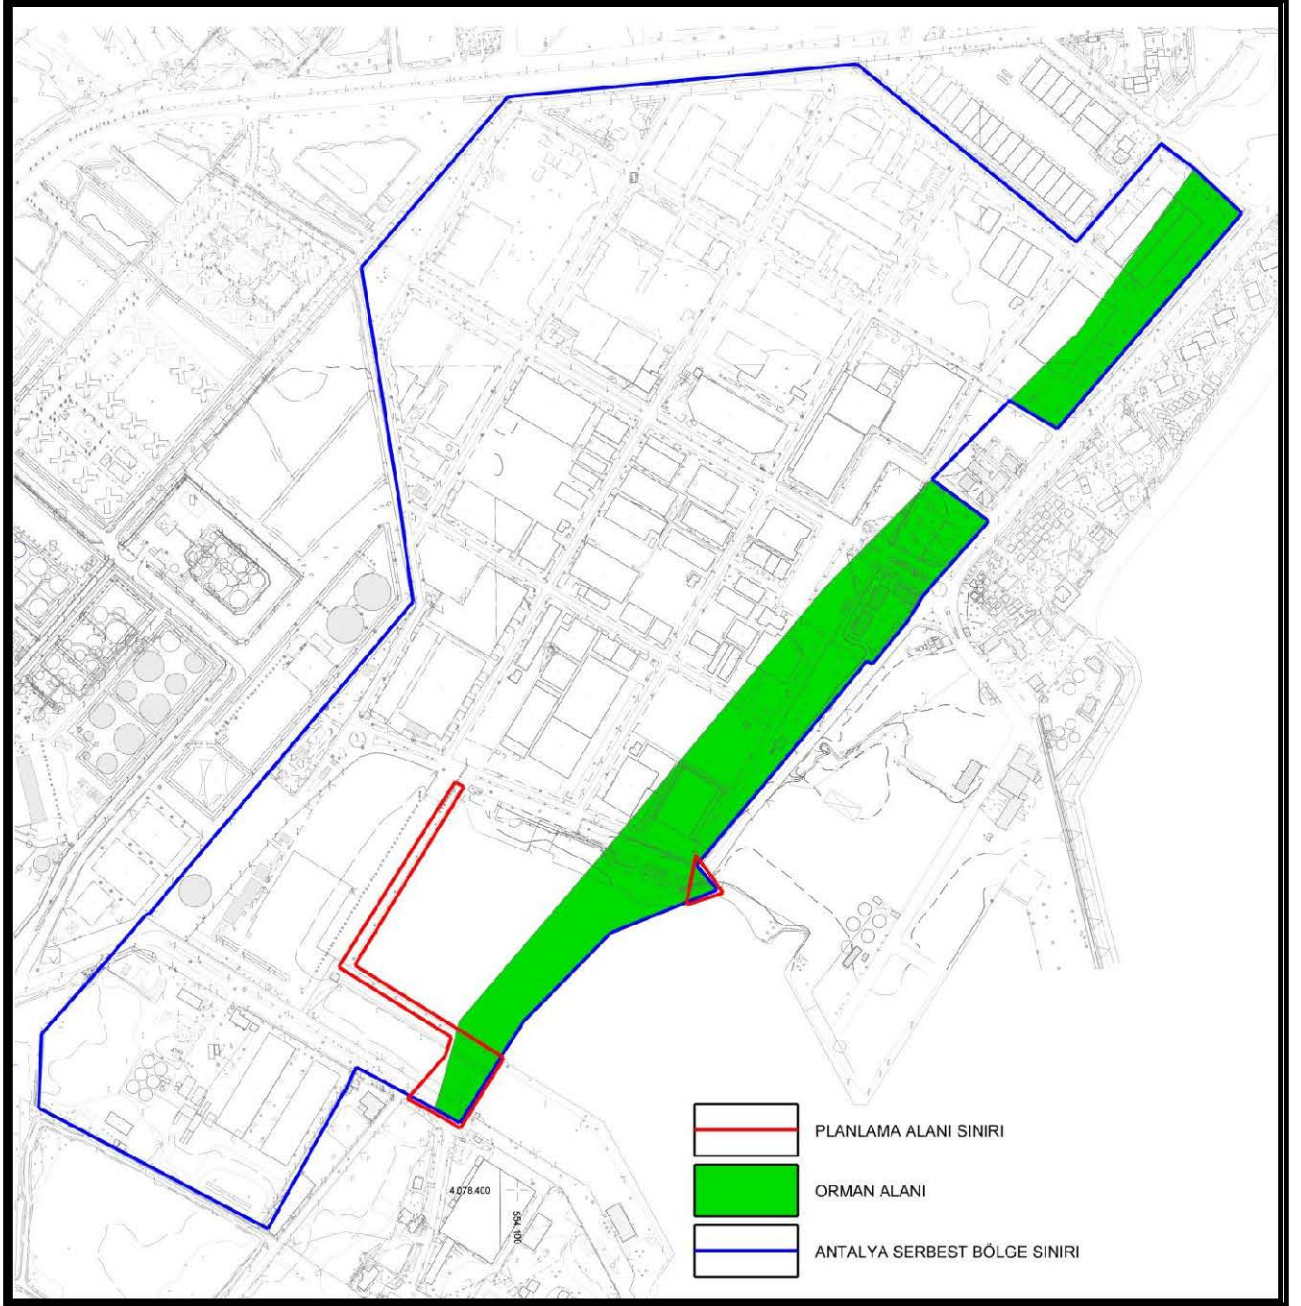 PLANLAMA ALANI SINIRI
ORMAN ALANI
4.078.400
554.100
ANTALYA SERBEST BÖLGE SINIRI